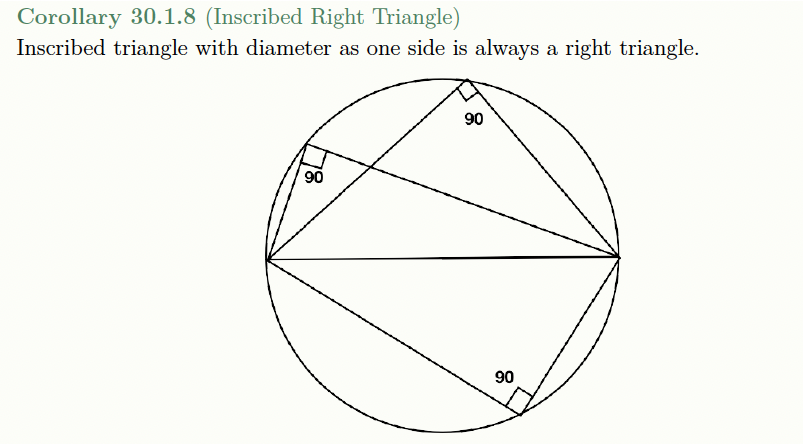 Corollary 30.1.8 (Inscribed Right Triangle)
Inscribed triangle with diameter as one side is always a right triangle.
90
90
90